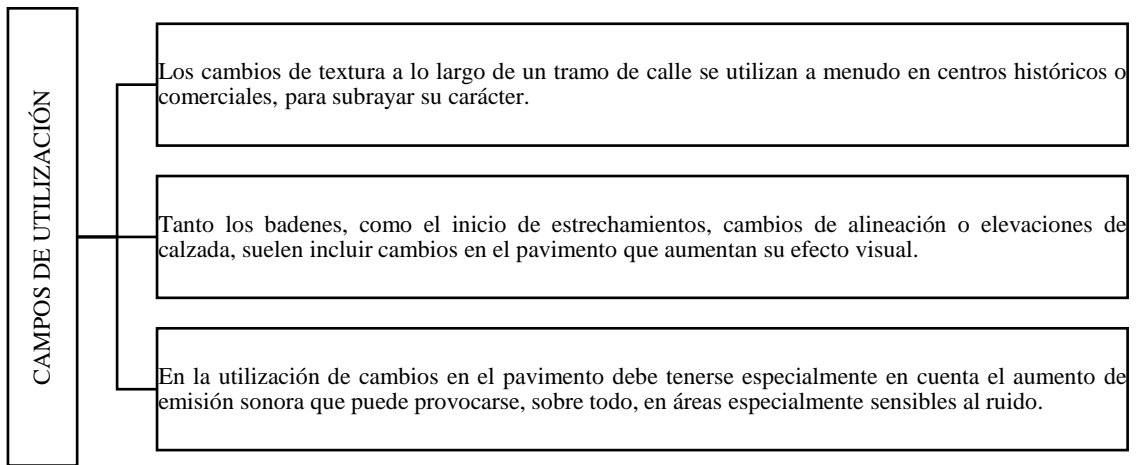 CAMPOS DE UTILIZACIÓN
Los cambios de textura a lo largo de un tramo de calle se utilizan a menudo en centros históricos o
comerciales, para subrayar su carácter.
Tanto los badenes, como el inicio de estrechamientos, cambios de alineación o elevaciones de
calzada, suelen incluir cambios en el pavimento que aumentan su efecto visual.
En la utilización de cambios en el pavimento debe tenerse especialmente en cuenta el aumento de
emisión sonora que puede provocarse, sobre todo, en áreas especialmente sensibles al ruido.